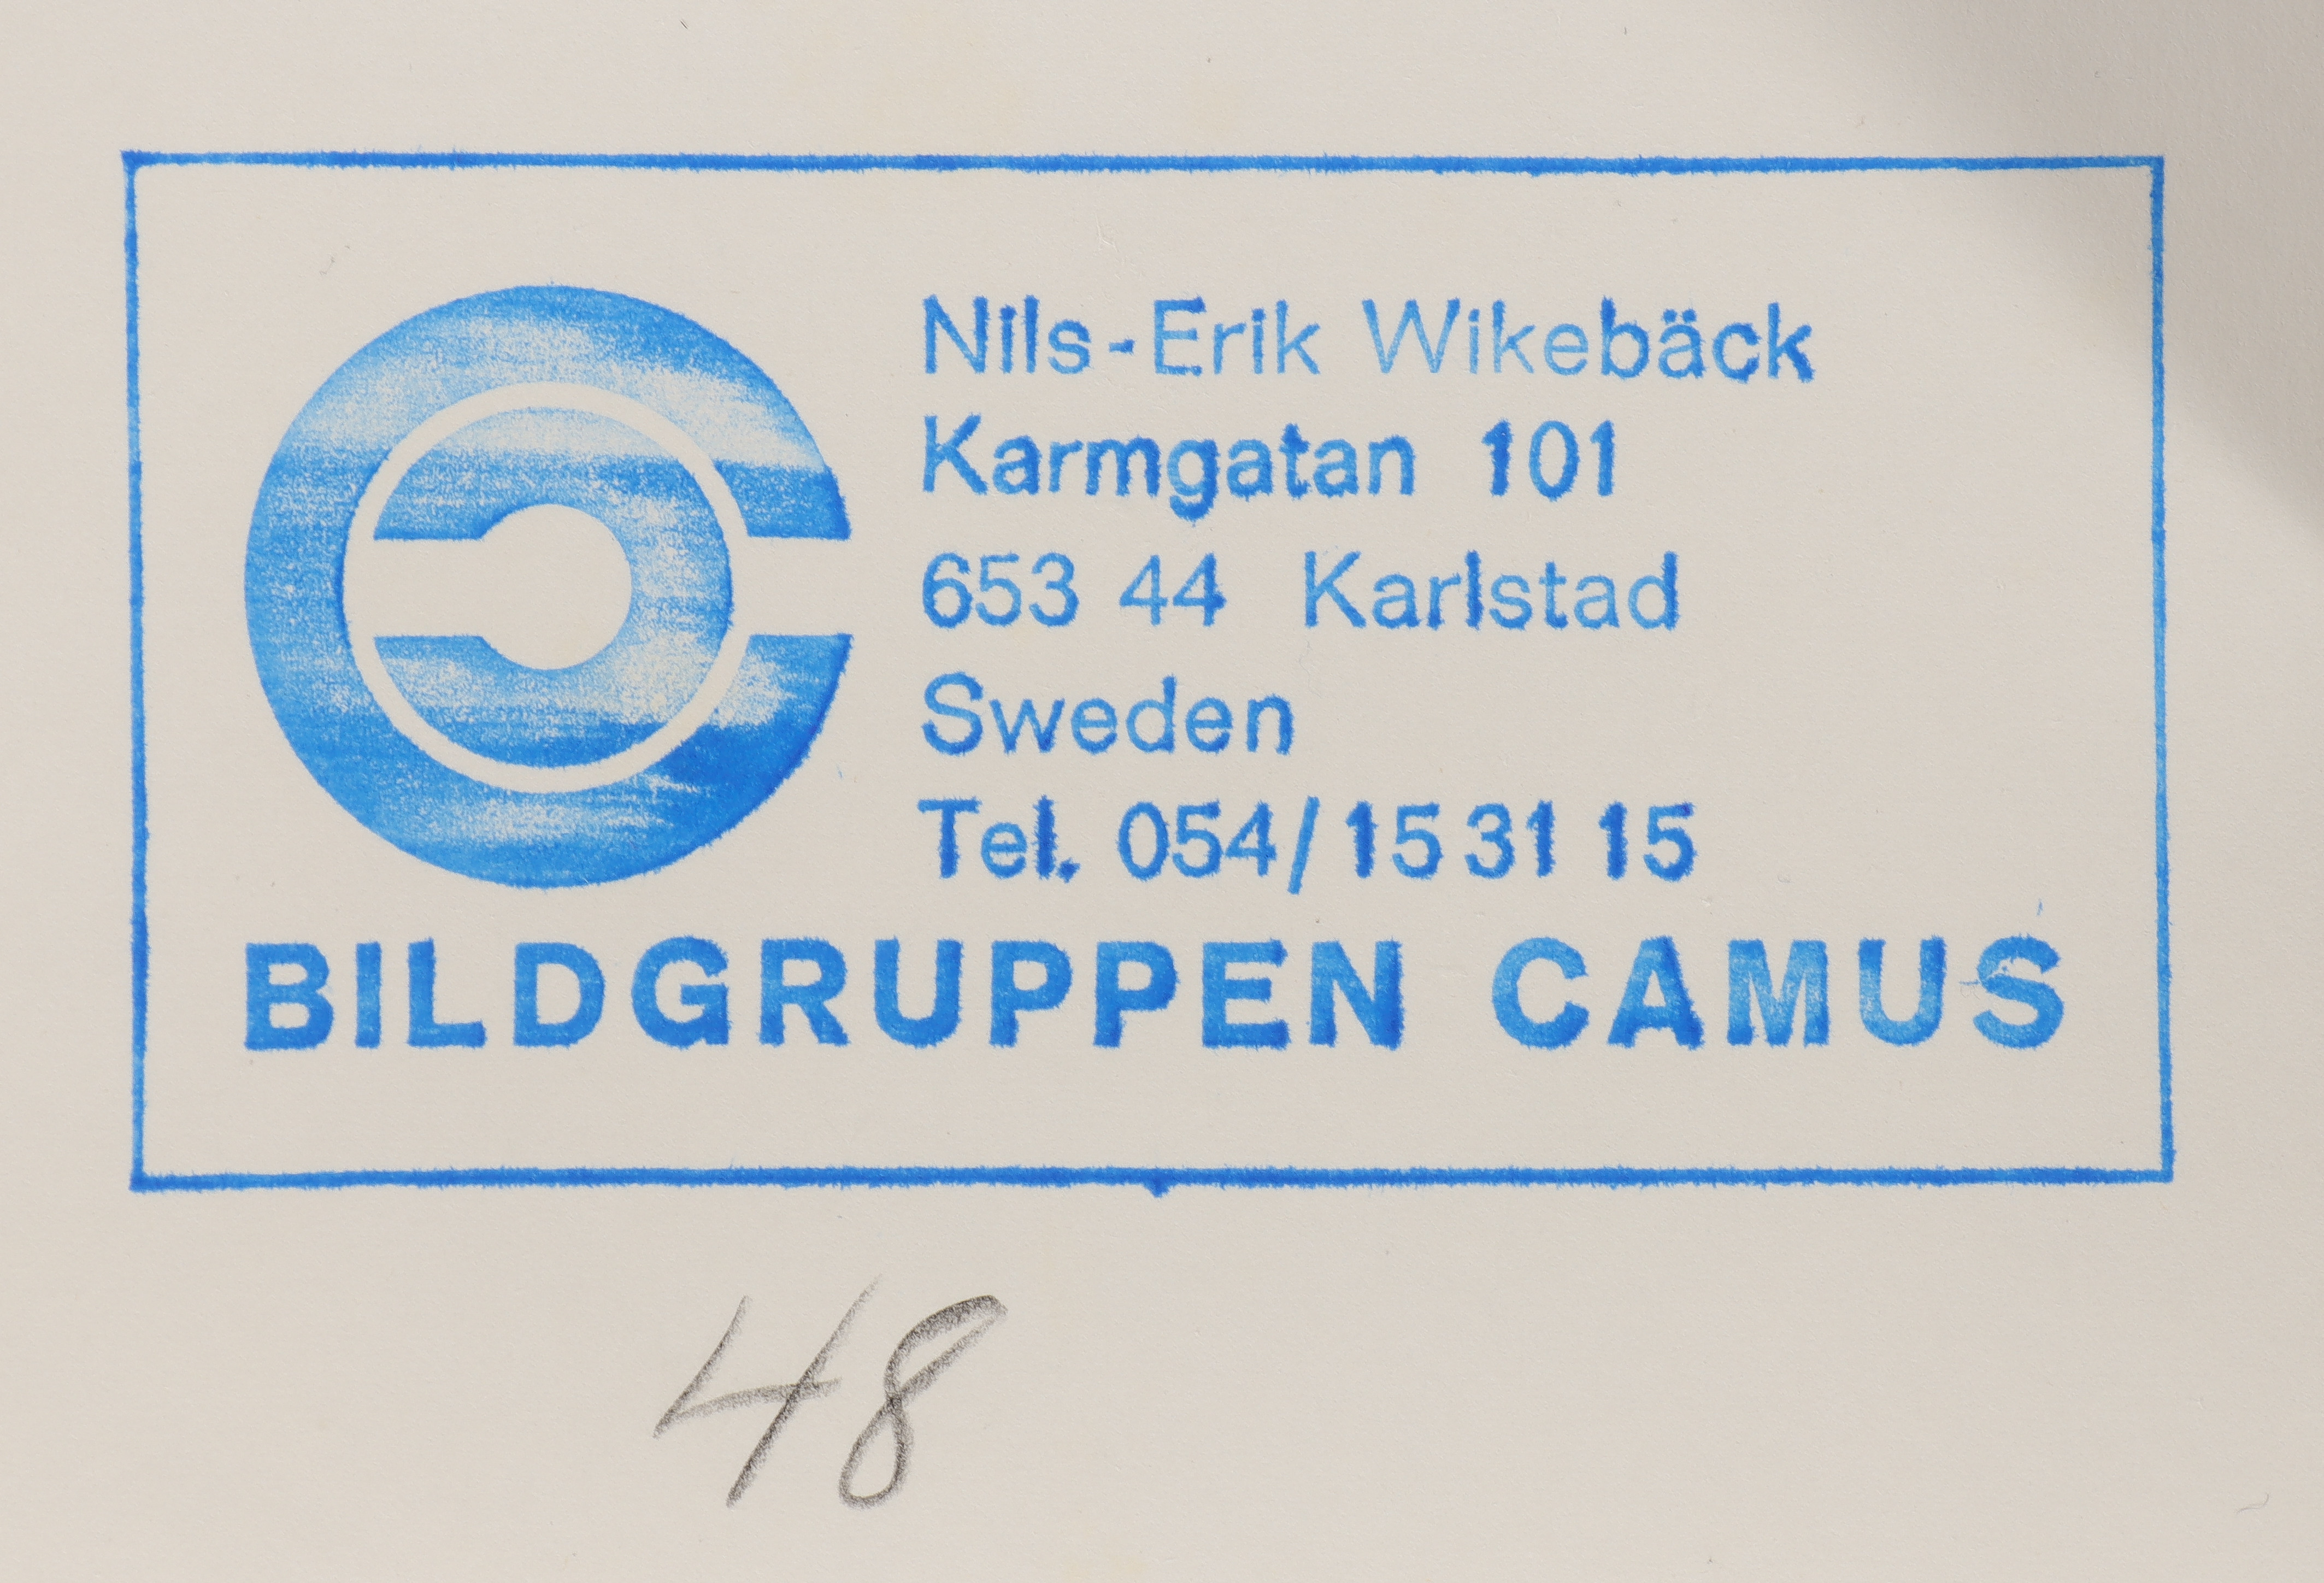 Nils-Erik Wikebäck
Karmgatan 101
653 44 Karlstad
Sweden
Tel. 054/15 31 15
BILDGRUPPEN CAMUS
48